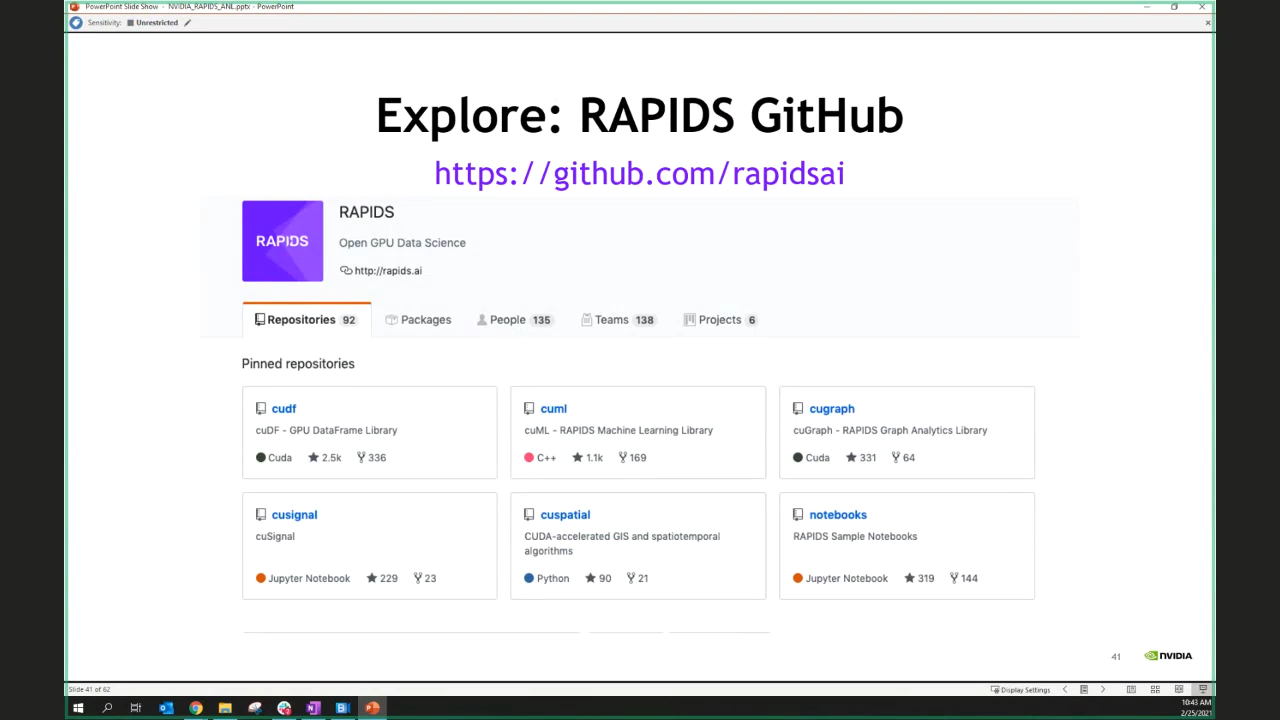 PowerPoint Slide Show - NVIDIA_RAPIDS_ANL.pptx - PowerPoint
Sensitivity: Unrestricted
Explore: RAPIDS GitHub
https://github.com/rapidsai
RAPIDS
RAPIDS
Open GPU Data Science
http://rapids.ai
Repositories 92 Packages People 135 Teams 138 Projects 6
Pinned repositories
cudf
cuDF - GPU DataFrame Library
Cuda 2.5k 336
cuml
cuML - RAPIDS Machine Learning Library
C++ 1.1k 169
cugraph
cuGraph - RAPIDS Graph Analytics Library
Cuda 331 64
cusignal
cuSignal
Jupyter Notebook 229 23
cuspatial
CUDA-accelerated GIS and spatiotemporal
algorithms
Python 90 21
notebooks
RAPIDS Sample Notebooks
Jupyter Notebook 319 144
41 NVIDIA
Slide 41 of 62 Display Settings
10:43 AM
2/25/2021